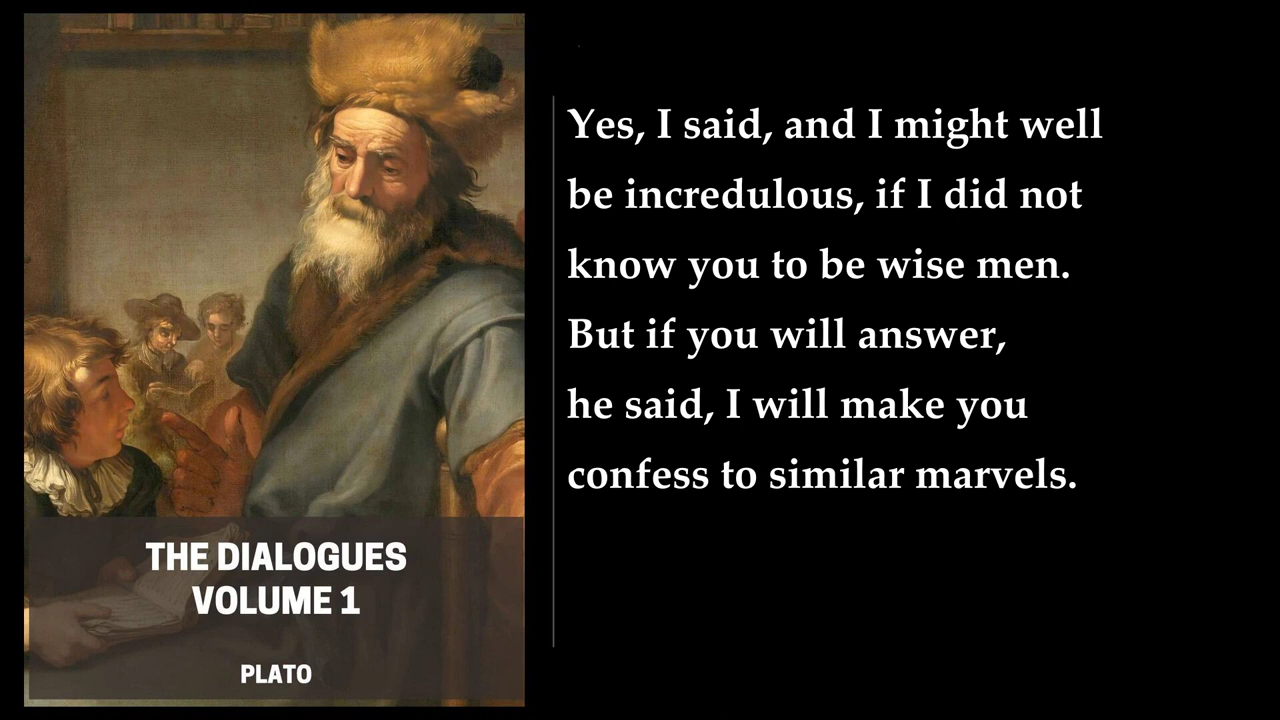 Yes, I said, and I might well
be incredulous, if I did not
know you to be wise men.
But if you will answer,
he said, I will make you
confess to similar marvels.
THE DIALOGUES
VOLUME 1
PLATO